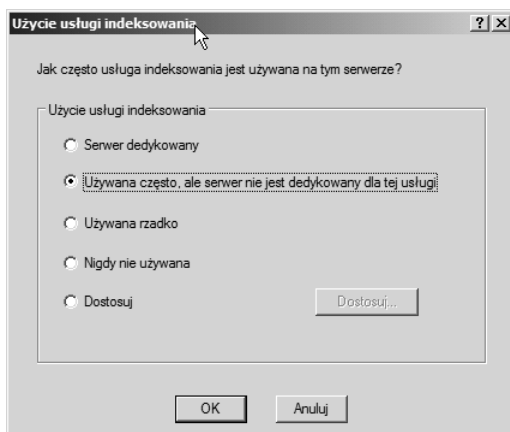 Użycie usługi indeksowania
Jak często usługa indeksowania jest używana na tym serwerze?
Użycie usługi indeksowania
Serwer dedykowany
Używana często, ale serwer nie jest dedykowany dla tej usługi
Używana rzadko
Nigdy nie używana
Dostosuj
Dostosuj...
OK
Anuluj